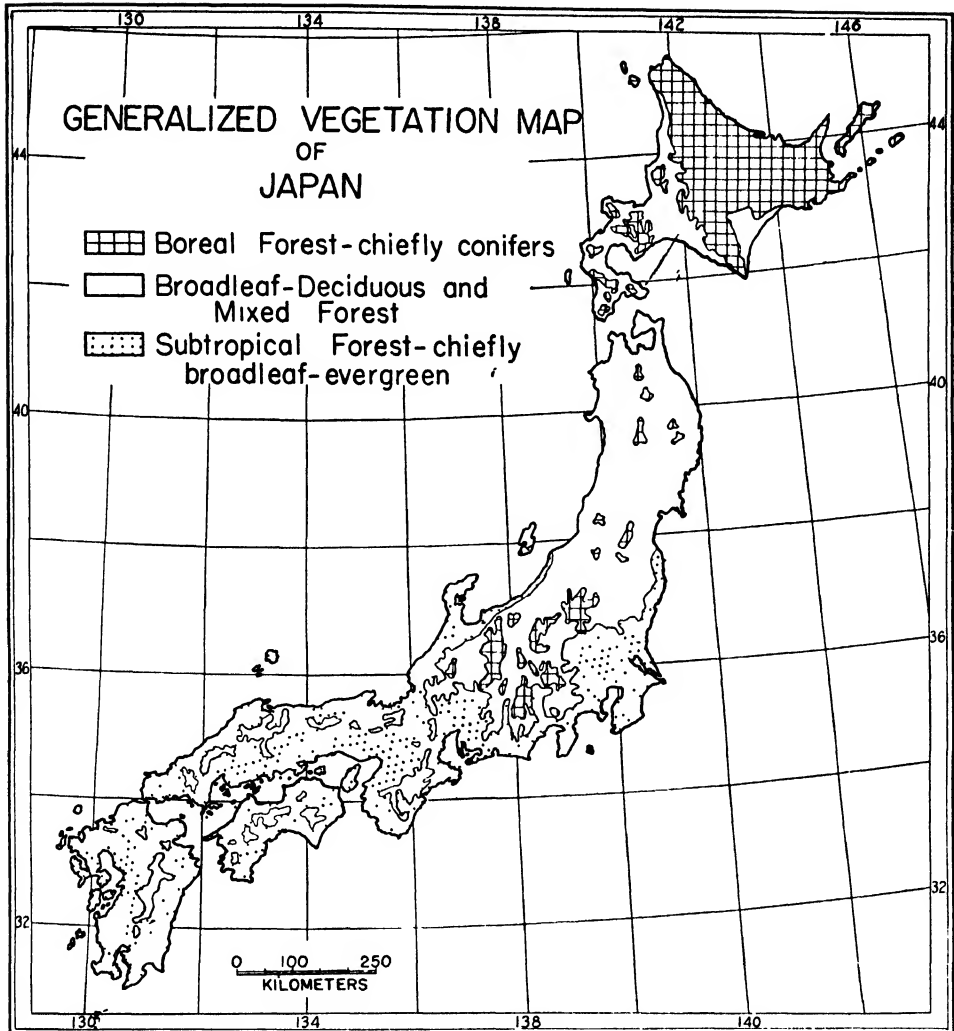 130 134 138 142 146
GENERALIZED VEGETATION MAP
OF
JAPAN
Boreal Forest-chiefly conifers
Broadleaf-Deciduous and
Mixed Forest
Subtropical Forest-chiefly
broadleaf-evergreen
44 44
40 40
36 36
32 32
0 100 250
KILOMETERS
130 134 138 140